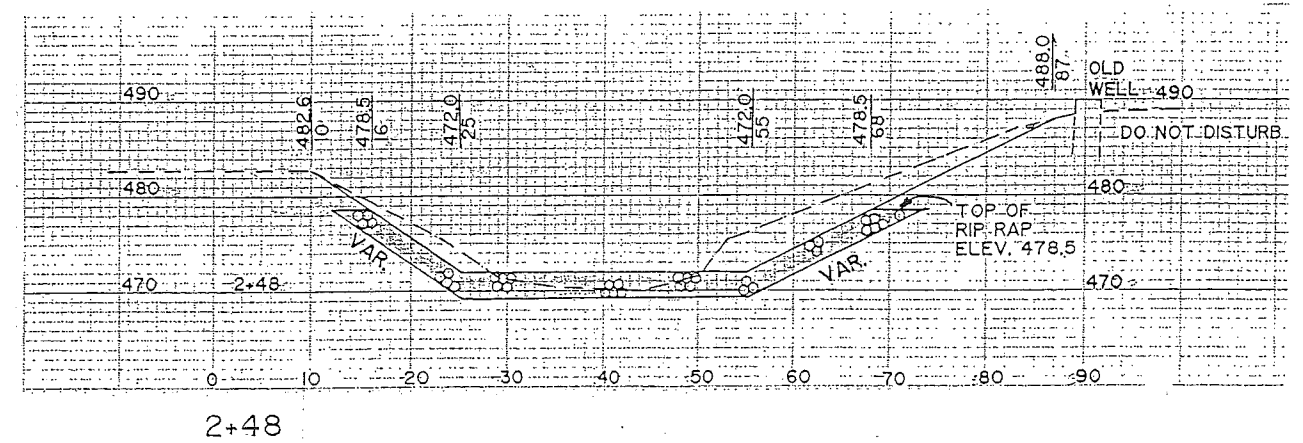 488.0
87
OLD
WELL 490
490
482.6
10
478.5
16
472.0
25
472.0
55
478.5
68
DO NOT DISTURB
480
480
TOP OF
RIP RAP
ELEV. 478.5
VAR.
VAR.
470 2+48
470
0 10 20 30 40 50 60 70 80 90
2+48